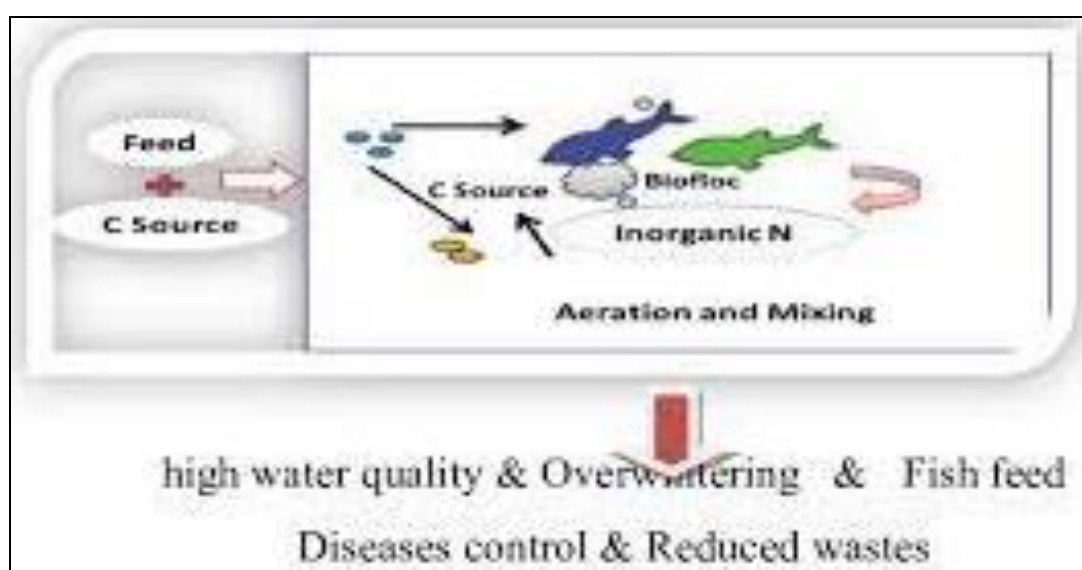 Feed
C Source
C Source
Biofloc
Inorganic N
Aeration and Mixing
high water quality & Overwintering & Fish feed
Diseases control & Reduced wastes